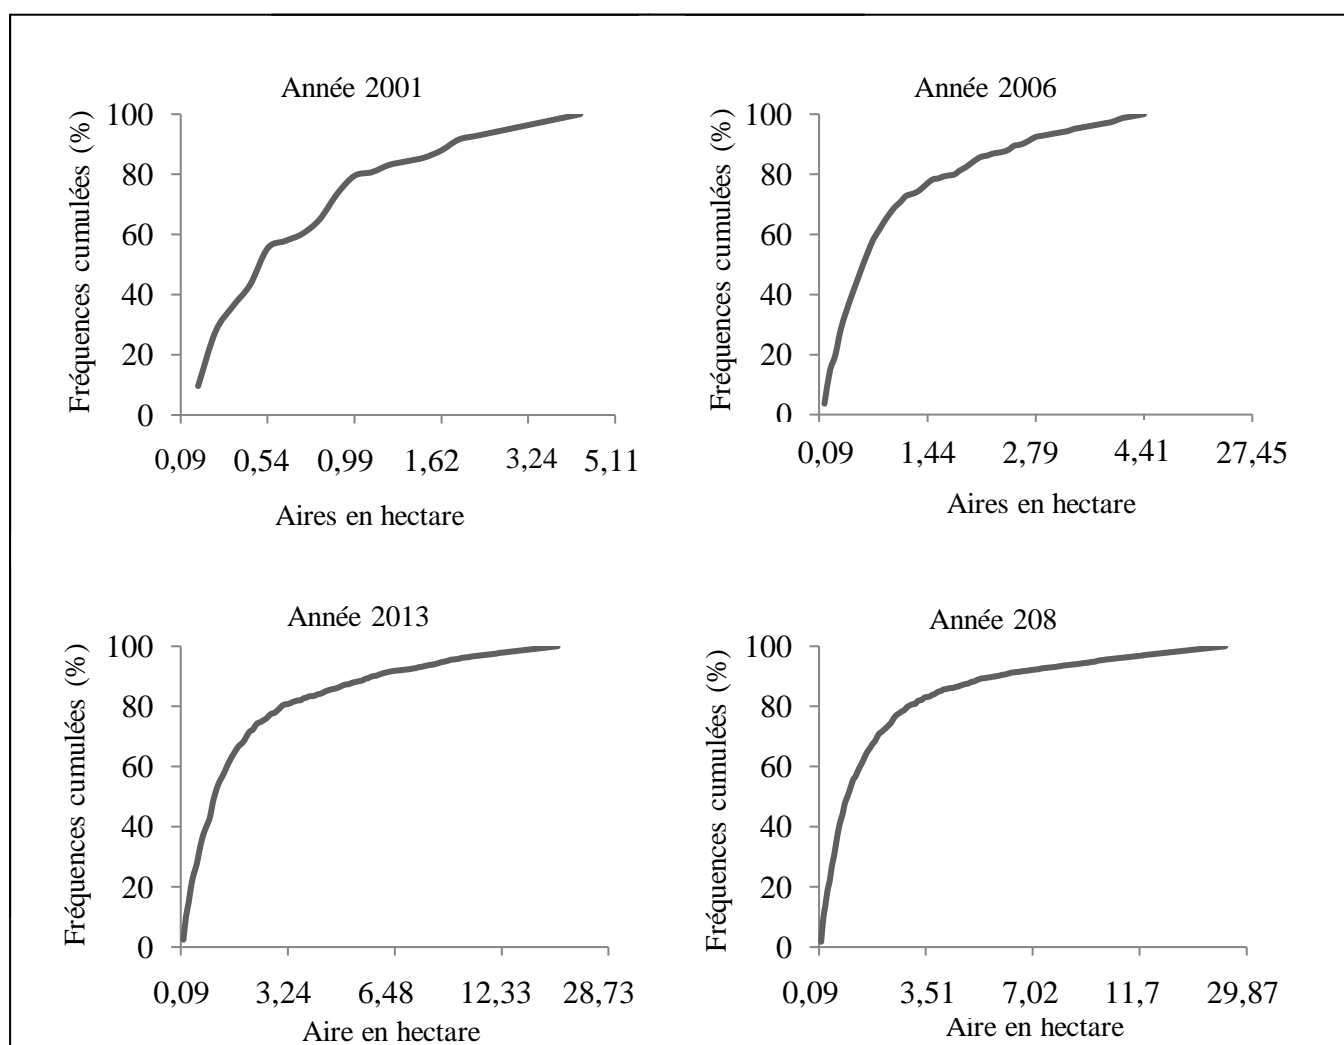 Année 2001
Fréquences cumulées (%)
100
80
60
40
20
0
0,09 0,54 0,99 1,62 3,24 5,11
Aires en hectare
Année 2006
Fréquences cumulées (%)
100
80
60
40
20
0
0,09 1,44 2,79 4,41 27,45
Aires en hectare
Année 2013
Fréquences cumulées (%)
100
80
60
40
20
0
0,09 3,24 6,48 12,33 28,73
Aire en hectare
Année 208
Fréquences cumulées (%)
100
80
60
40
20
0
0,09 3,51 7,02 11,7 29,87
Aire en hectare